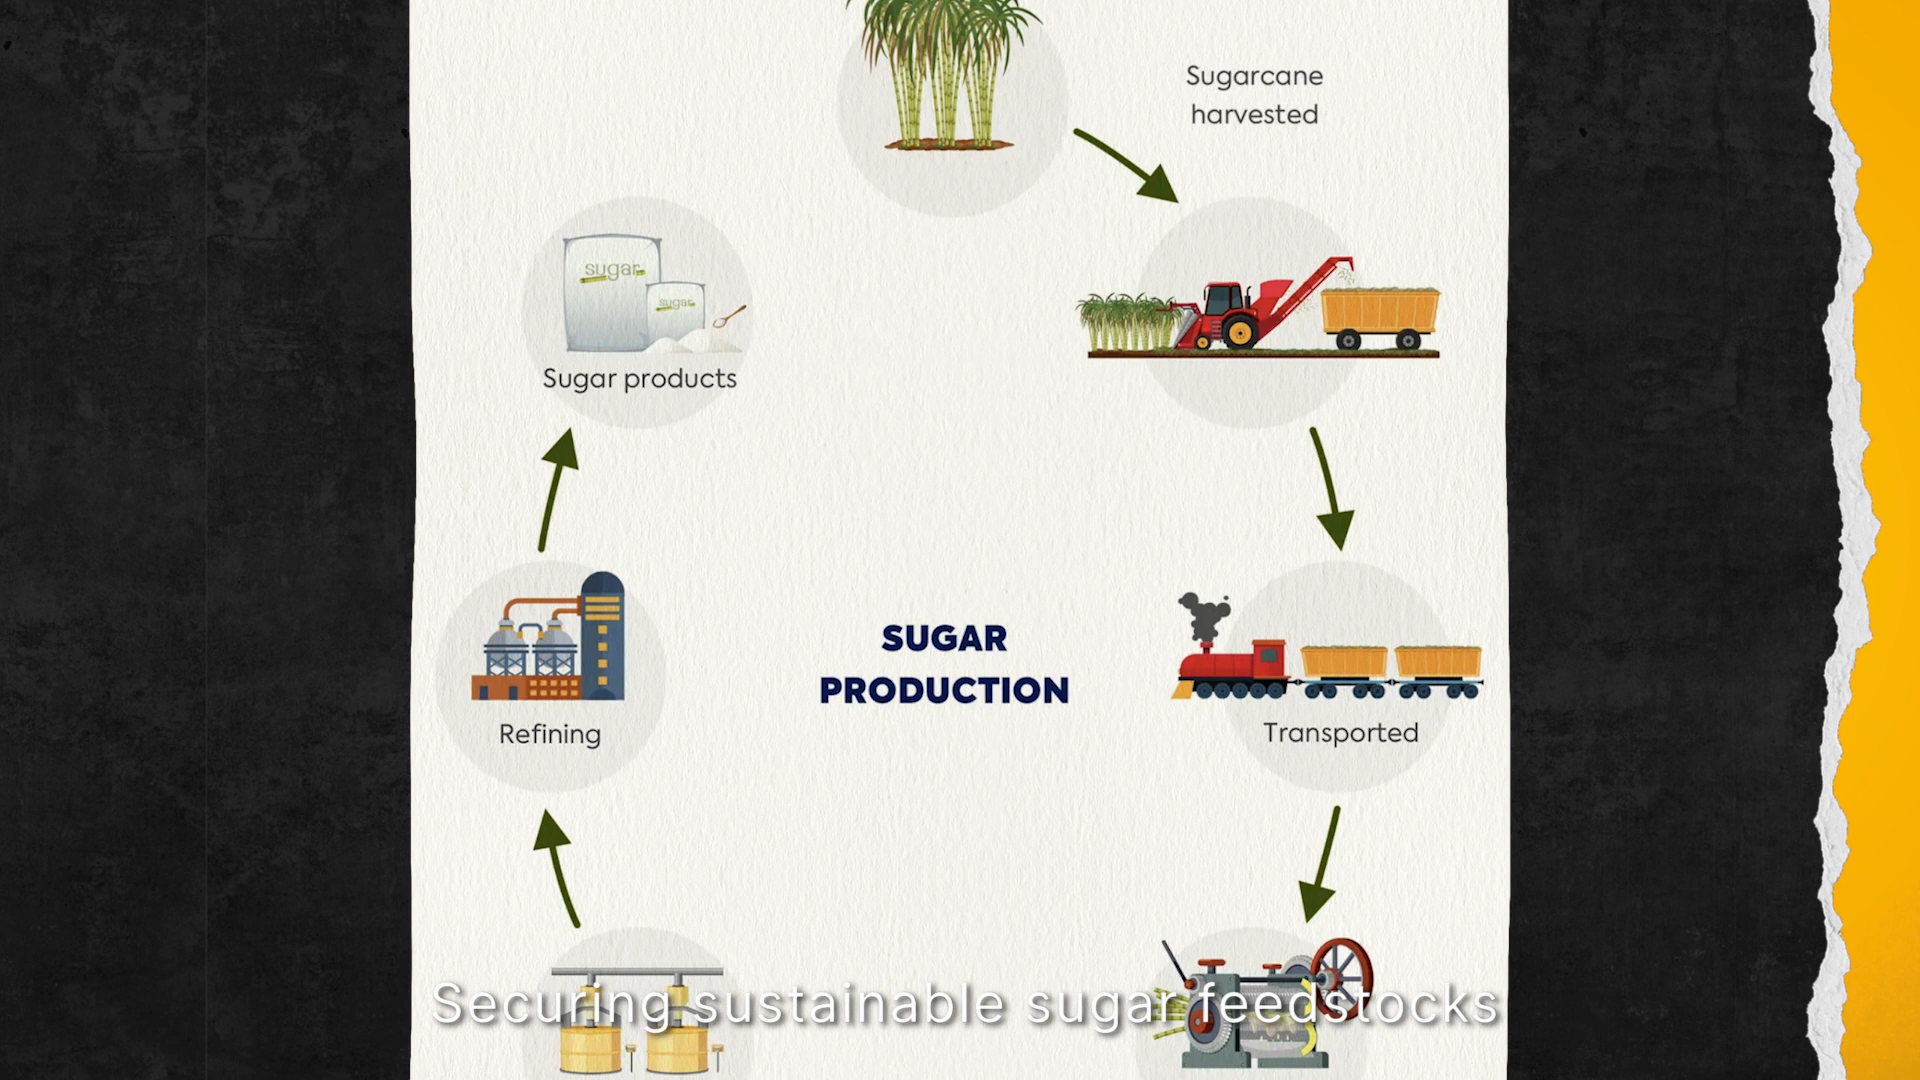 Sugarcane
harvested
sugar
sugar
Sugar products
SUGAR
PRODUCTION
Refining
Transported
Securing sustainable sugar feedstocks